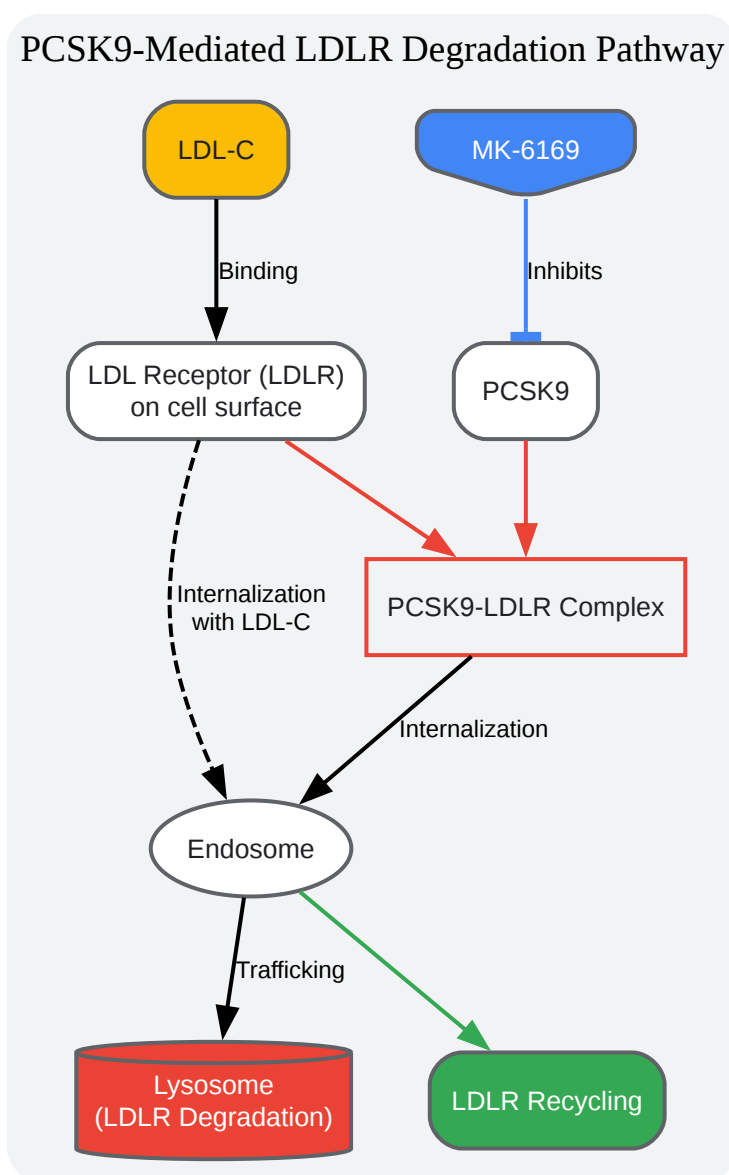 PCSK9-Mediated LDLR Degradation Pathway
LDL-C
MK-6169
Binding
Inhibits
LDL Receptor (LDLR)
on cell surface
PCSK9
Internalization
with LDL-C
PCSK9-LDLR Complex
Internalization
Endosome
Trafficking
Lysosome
(LDLR Degradation)
LDLR Recycling